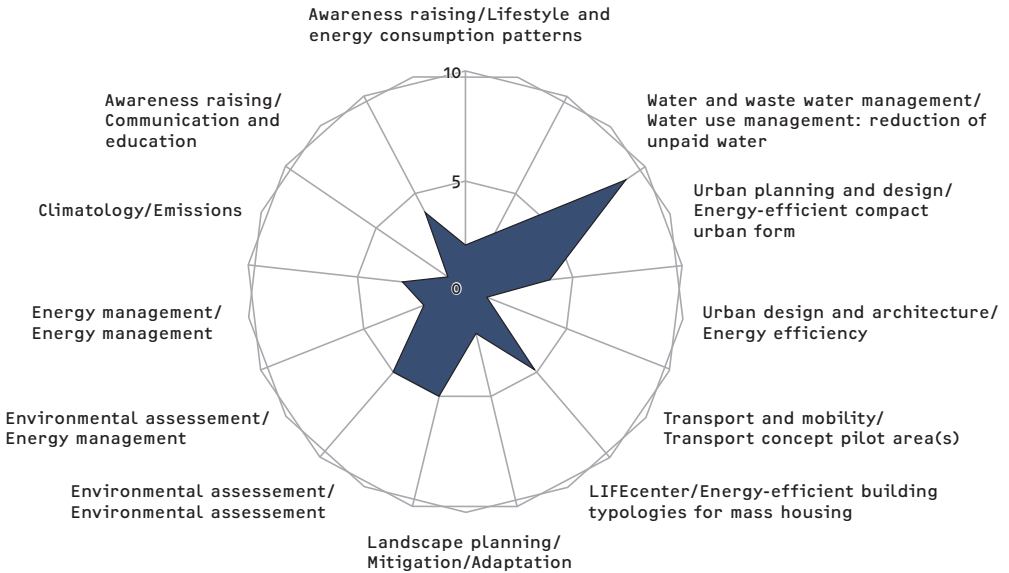 Awareness raising/Lifestyle and
energy consumption patterns
10
5
0
Water and waste water management/
Water use management: reduction of
unpaid water
Urban planning and design/
Energy-efficient compact
urban form
Urban design and architecture/
Energy efficiency
Transport and mobility/
Transport concept pilot area(s)
LIFEcenter/Energy-efficient building
typologies for mass housing
Landscape planning/
Mitigation/Adaptation
Environmental assessement/
Environmental assessement
Environmental assessement/
Energy management
Energy management/
Energy management
Climatology/Emissions
Awareness raising/
Communication and
education